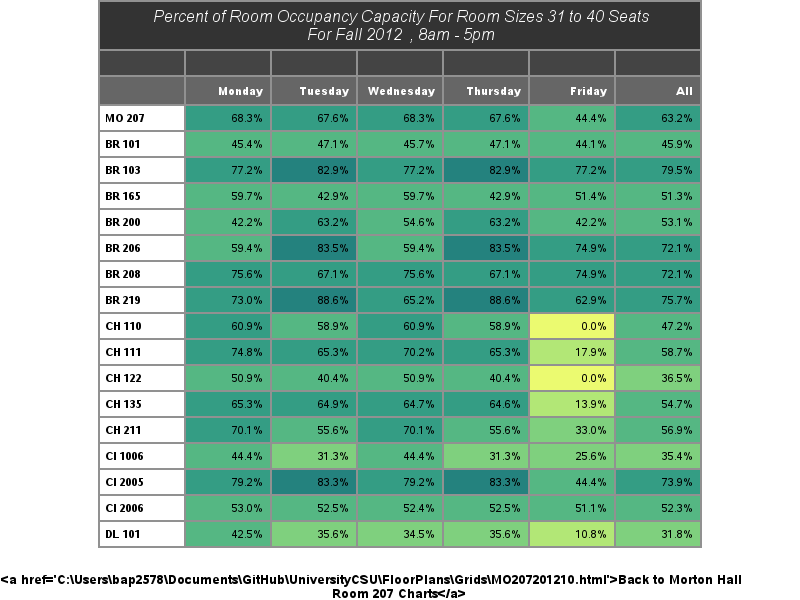 Percent of Room Occupancy Capacity For Room Sizes 31 to 40 Seats
For Fall 2012 , 8am - 5pm
Monday Tuesday Wednesday Thursday Friday All
MO 207 68.3% 67.6% 68.3% 67.6% 44.4% 63.2%
BR 101 45.4% 47.1% 45.7% 47.1% 44.1% 45.9%
BR 103 77.2% 82.9% 77.2% 82.9% 77.2% 79.5%
BR 165 59.7% 42.9% 59.7% 42.9% 51.4% 51.3%
BR 200 42.2% 63.2% 54.6% 63.2% 42.2% 53.1%
BR 206 59.4% 83.5% 59.4% 83.5% 74.9% 72.1%
BR 208 75.6% 67.1% 75.6% 67.1% 74.9% 72.1%
BR 219 73.0% 88.6% 65.2% 88.6% 62.9% 75.7%
CH 110 60.9% 58.9% 60.9% 58.9% 0.0% 47.2%
CH 111 74.8% 65.3% 70.2% 65.3% 17.9% 58.7%
CH 122 50.9% 40.4% 50.9% 40.4% 0.0% 36.5%
CH 135 65.3% 64.9% 64.7% 64.6% 13.9% 54.7%
CH 211 70.1% 55.6% 70.1% 55.6% 33.0% 56.9%
CI 1006 44.4% 31.3% 44.4% 31.3% 25.6% 35.4%
CI 2005 79.2% 83.3% 79.2% 83.3% 44.4% 73.9%
CI 2006 53.0% 52.5% 52.4% 52.5% 51.1% 52.3%
DL 101 42.5% 35.6% 34.5% 35.6% 10.8% 31.8%
<a href='C:\Users\bap2578\Documents\GitHub\UniversityCSU\FloorPlans\Grids\MO207201210.html'>Back to Morton Hall
Room 207 Charts</a>